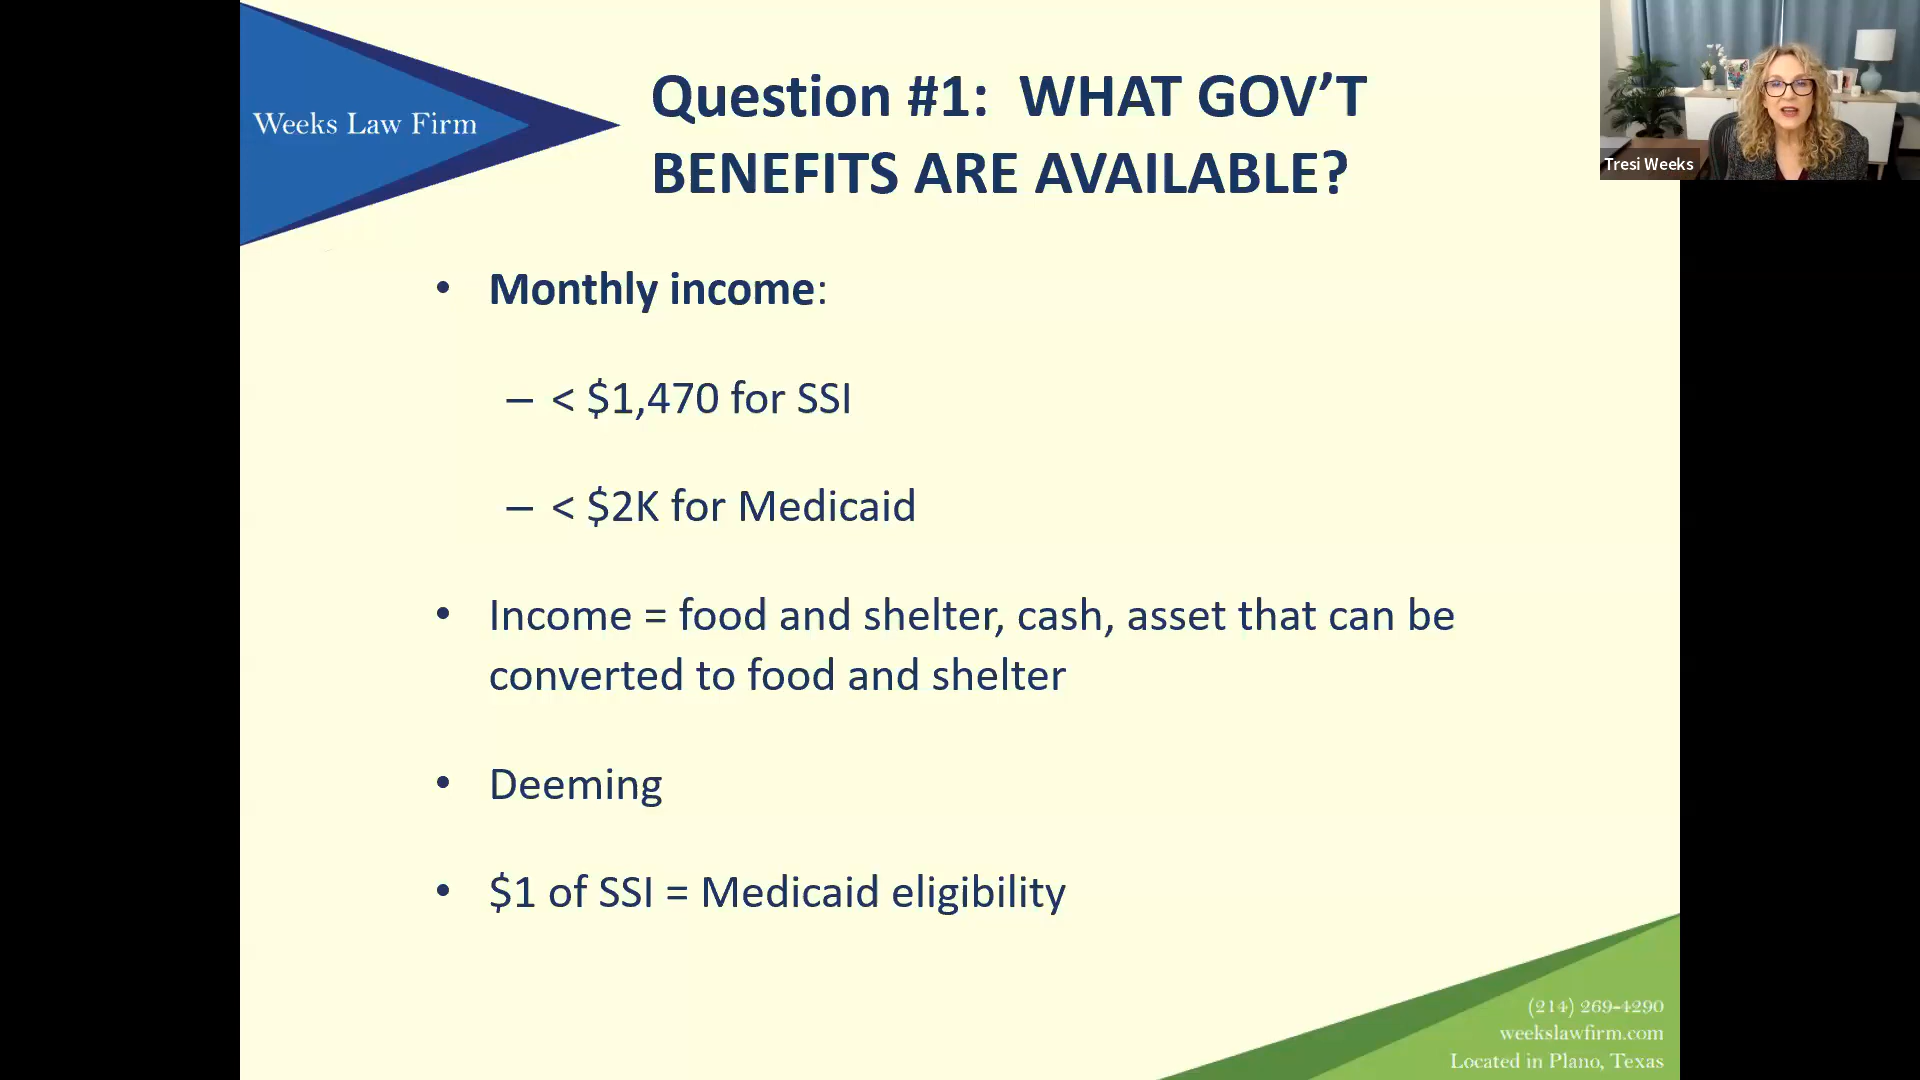 Weeks Law Firm
Question #1: WHAT GOV’T
BENEFITS ARE AVAILABLE?
Tresi Weeks
• Monthly income:
– < $1,470 for SSI
– < $2K for Medicaid
• Income = food and shelter, cash, asset that can be
converted to food and shelter
• Deeming
• $1 of SSI = Medicaid eligibility
(214) 269-4290
weekslawfirm.com
Located in Plano, Texas